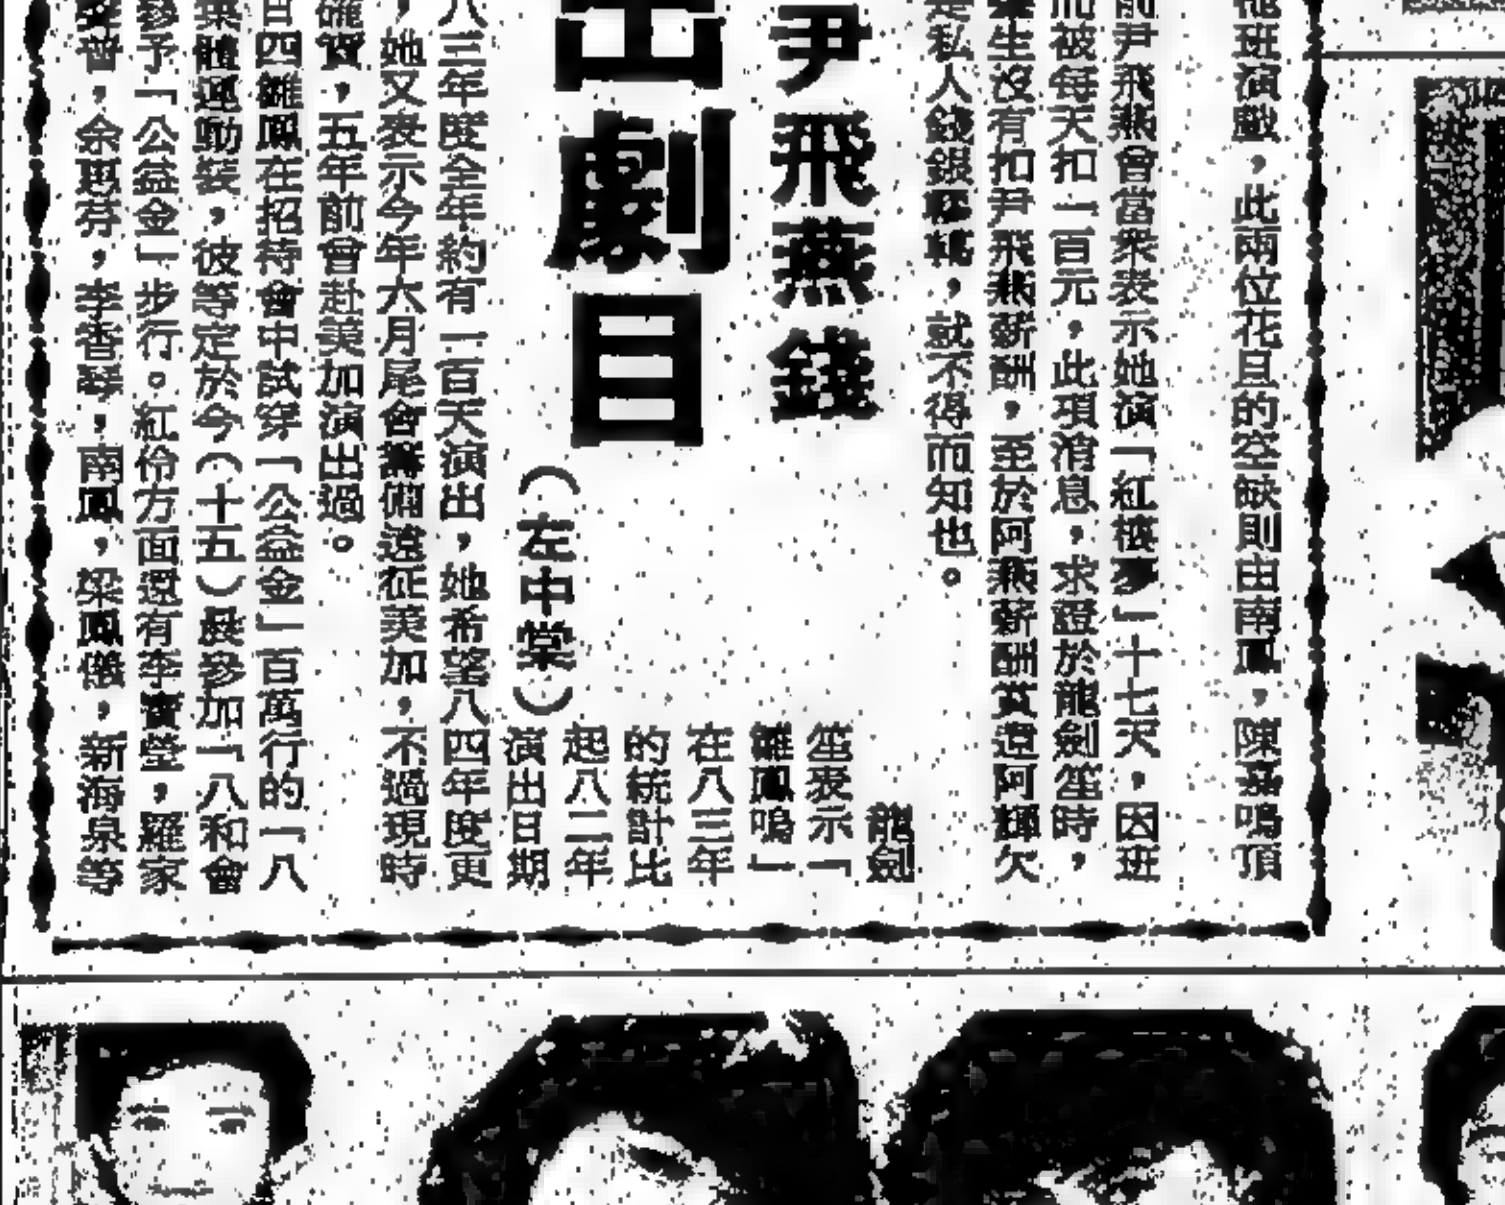 他班演戲，此兩位花旦的空缺則由南鳳，陳嘉鳴頂
前尹飛燕曾當衆表示她演「紅樓夢」十七天，因班
而被每天扣一百元，此項消息，求證於龍劍笙時，
生沒有扣尹飛燕薪酬，至於阿燕薪酬賞還阿輝欠
是私人錢銀，就不得而知也。
尹飛燕錢
出劇目
（左中棠）
龍劍
笙表示「
雛鳳鳴」
在八三年
的統計比
起八二年
演出日期
八三年度全年約有一百天演出，她希望八四年度更
，她又表示今年六月尾會籌備遠征美加，不過現時
確實，五年前曾赴美加演出過。
日四雛鳳在招待會中試穿「公益金」百萬行的「八
集體運動裝，彼等定於今（十五）晨參加「八和會
參予「公益金」步行。紅伶方面還有李寶瑩，羅家
曾，余惠芬，李香琴，南鳳，梁鳳儀，新海泉等